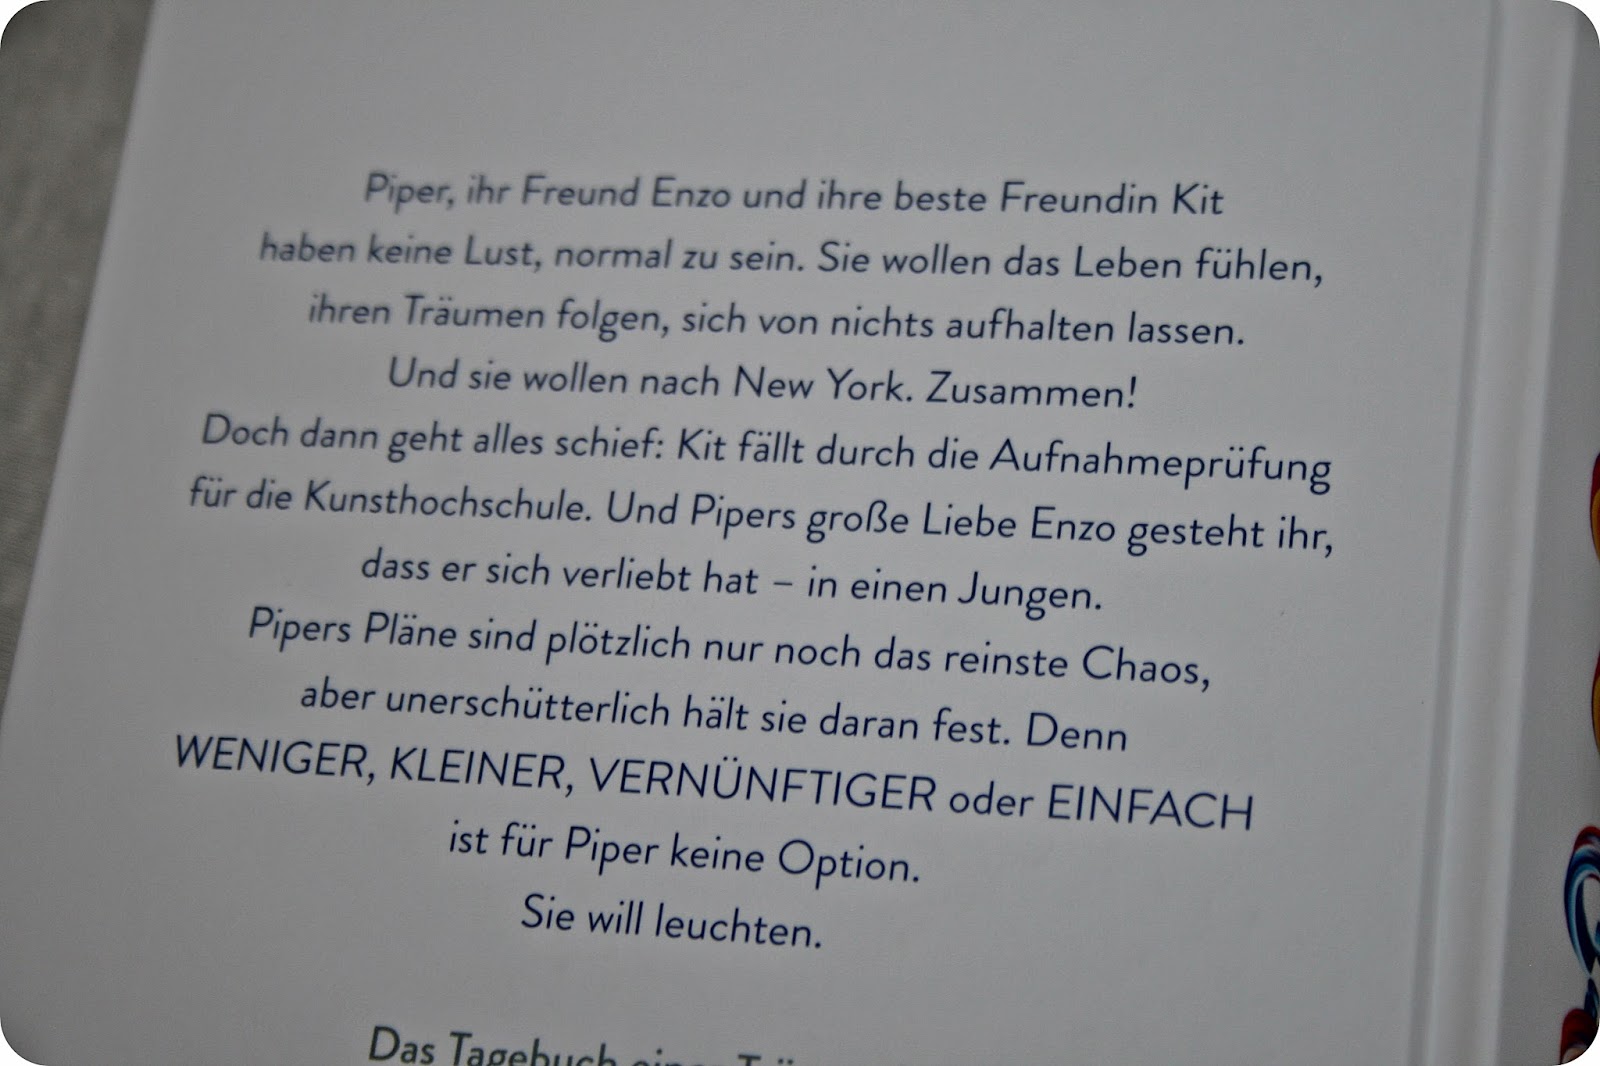 Piper, ihr Freund Enzo und ihre beste Freundin Kit
haben keine Lust, normal zu sein. Sie wollen das Leben fühlen,
ihren Träumen folgen, sich von nichts aufhalten lassen.
Und sie wollen nach New York. Zusammen!
Doch dann geht alles schief: Kit fällt durch die Aufnahmeprüfung
für die Kunsthochschule. Und Pipers große Liebe Enzo gesteht ihr,
dass er sich verliebt hat – in einen Jungen.
Pipers Pläne sind plötzlich nur noch das reinste Chaos,
aber unerschütterlich hält sie daran fest. Denn
WENIGER, KLEINER, VERNÜNFTIGER oder EINFACH
ist für Piper keine Option.
Sie will leuchten.
Das Tagebuch